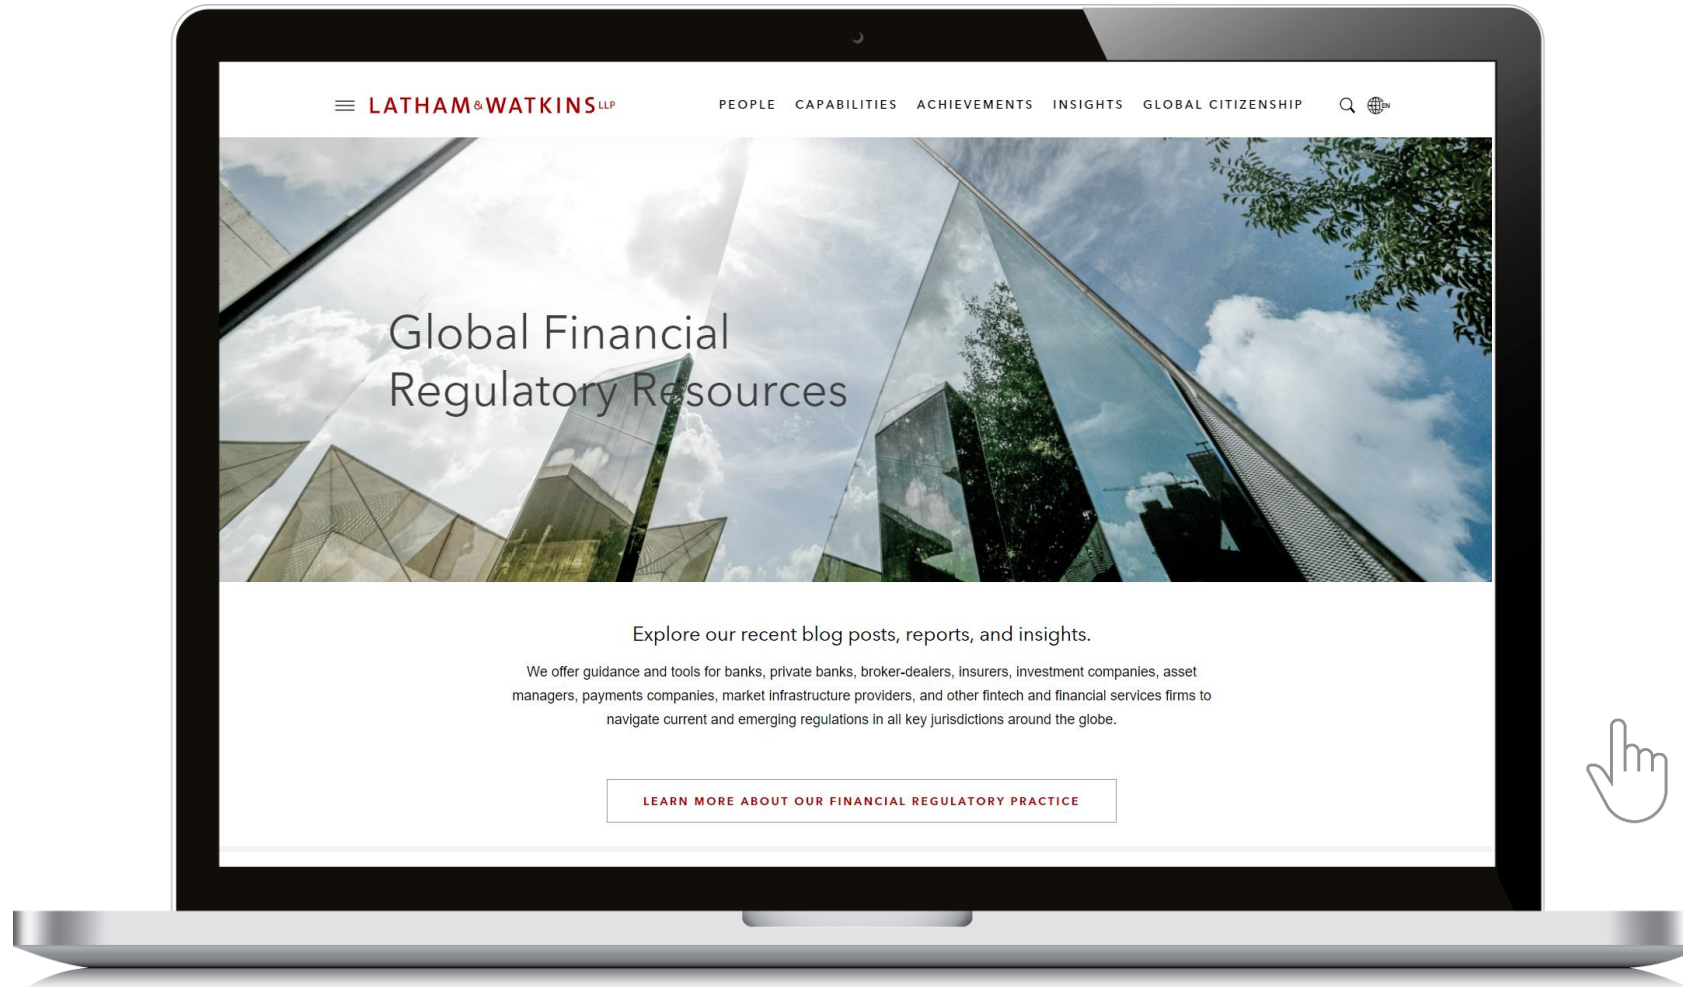 LATHAM&WATKINS LLP
PEOPLE CAPABILITIES ACHIEVEMENTS INSIGHTS GLOBAL CITIZENSHIP EN
Global Financial
Regulatory Resources
Explore our recent blog posts, reports, and insights.
We offer guidance and tools for banks, private banks, broker-dealers, insurers, investment companies, asset
managers, payments companies, market infrastructure providers, and other fintech and financial services firms to
navigate current and emerging regulations in all key jurisdictions around the globe.
LEARN MORE ABOUT OUR FINANCIAL REGULATORY PRACTICE